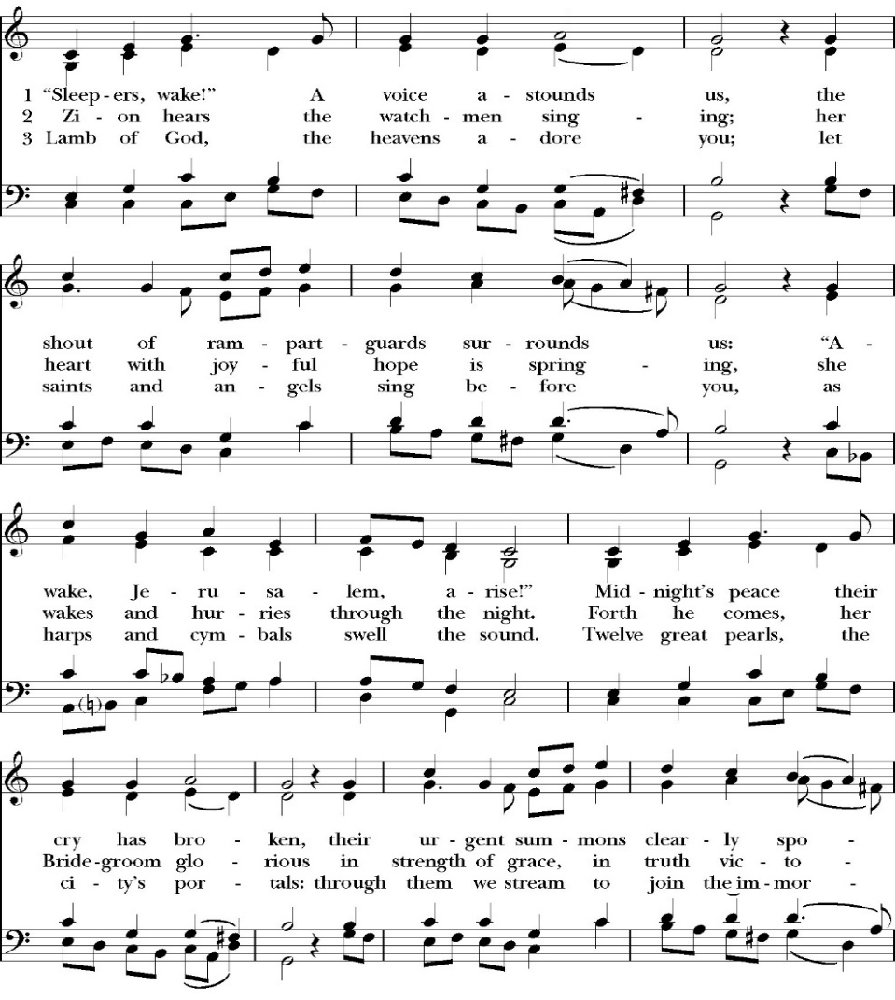 1 “Sleep-ers, wake!” A voice a-stounds us, the
2 Zi-on hears the watch-men sing-ing; her
3 Lamb of God, the heavens a-dore you; let
shout of ram-part-guards sur-rounds us: “A-
heart with joy-ful hope is spring-ing, she
saints and an-gels sing be-fore you, as
wake, Je-ru-sa-lem, a-rise!” Mid-night’s peace their
wakes and hur-ries through the night. Forth he comes, her
harps and cym-bals swell the sound. Twelve great pearls, the
cry has bro-ken, their ur-gent sum-mons clear-ly spo-
Bride-groom glo-rious in strength of grace, in truth vic-to-
ci-ty’s por-tals: through them we stream to join the im-mor-